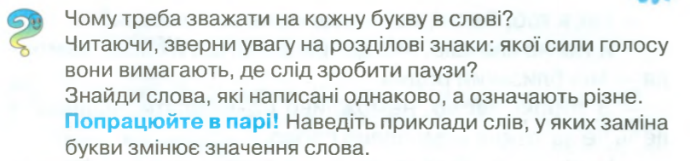 Чому треба зважати на кожну букву в слові?
Читаючи, зверни увагу на розділові знаки: якої сили голосу
вони вимагають, де слід зробити паузи?
Знайди слова, які написані однаково, а означають різне.
Попрацюйте в парі! Наведіть приклади слів, у яких заміна
букви змінює значення слова.